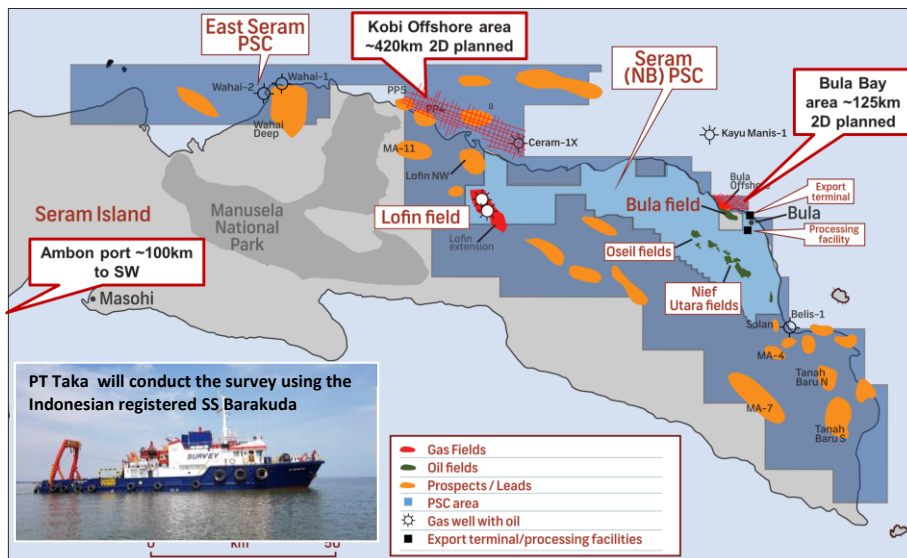 East Seram
PSC
Kobi Offshore area
~420km 2D planned
Seram
(NB) PSC
Bula Bay
area ~125km
2D planned
Wahai-1
Wahai-2
Wahai
Deep
PP5
PP4
Ceram-1X
Kayu Manis-1
MA-11
Lofin NW
Bula
Export
terminal
Bula field
Bula
Processing
facility
Seram Island
Manusela
National
Park
Lofin field
Lofin
extension
Oseil fields
Nief
Utara fields
Ambon port ~100km
to SW
Masohi
Belis-1
Solan
MA-4
Tanah
Baru N
MA-7
Tanah
Baru S
PT Taka will conduct the survey using the
Indonesian registered SS Barakuda
SURVEY
Gas Fields
Oil fields
Prospects / Leads
PSC area
Gas well with oil
Export terminal/processing facilities
0
km
50